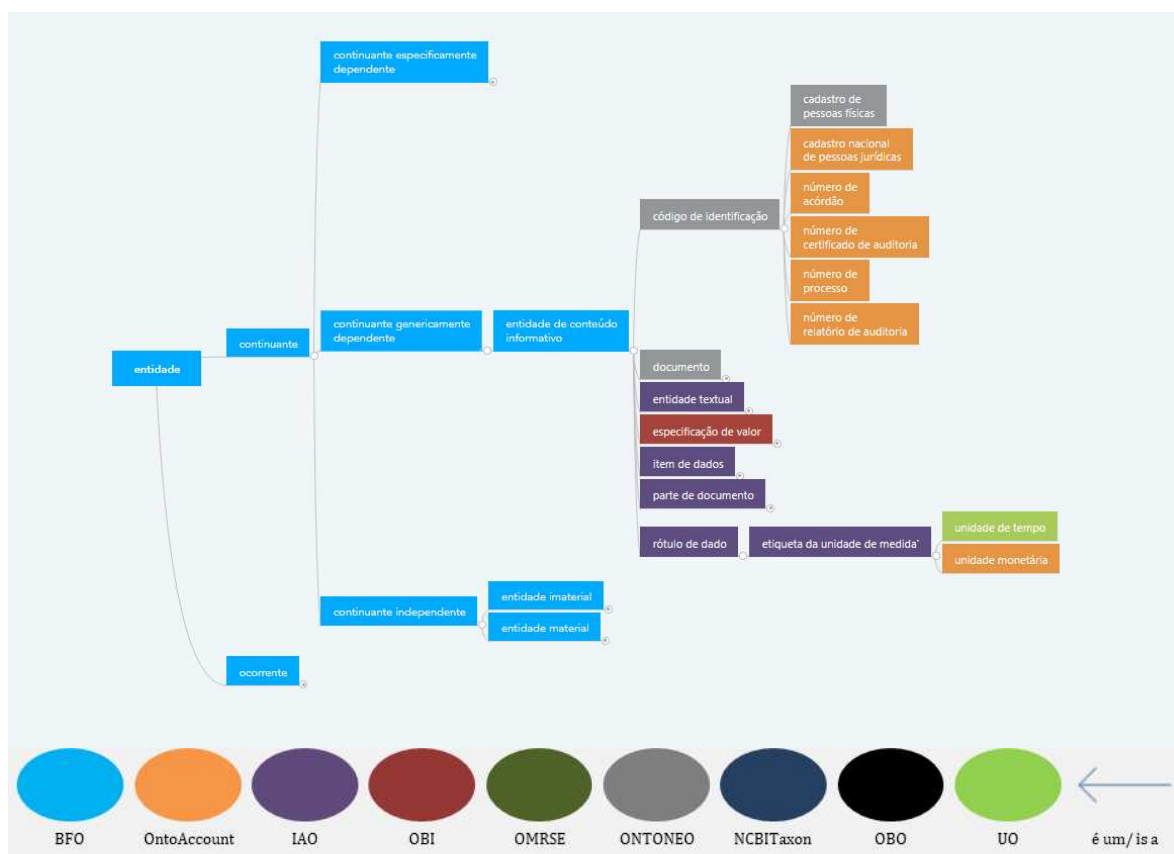 continuante especificamente
dependente
cadastro de
pessoas físicas
cadastro nacional
de pessoas jurídicas
número de
acórdão
código de identificação
número de
certificado de auditoria
número de
processo
número de
relatório de auditoria
continuante genericamente
dependente
entidade de conteúdo
informativo
continuante
entidade
documento
entidade textual
especificação de valor
item de dados
parte de documento
unidade de tempo
rótulo de dado
etiqueta da unidade de medida'
unidade monetária
entidade imaterial
continuante independente
entidade material
ocorrente
BFO OntoAccount IAO OBI OMRSE ONTONEO NCBITaxon OBO UO é um/ is a